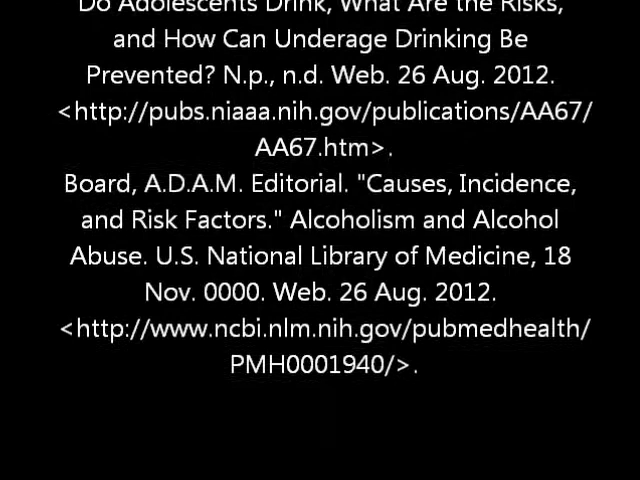 Do Adolescents Drink, What Are the Risks,
and How Can Underage Drinking Be
Prevented? N.p., n.d. Web. 26 Aug. 2012.
<http://pubs.niaaa.nih.gov/publications/AA67/
AA67.htm>.
Board, A.D.A.M. Editorial. "Causes, Incidence,
and Risk Factors." Alcoholism and Alcohol
Abuse. U.S. National Library of Medicine, 18
Nov. 0000. Web. 26 Aug. 2012.
<http://www.ncbi.nlm.nih.gov/pubmedhealth/
PMH0001940/>.